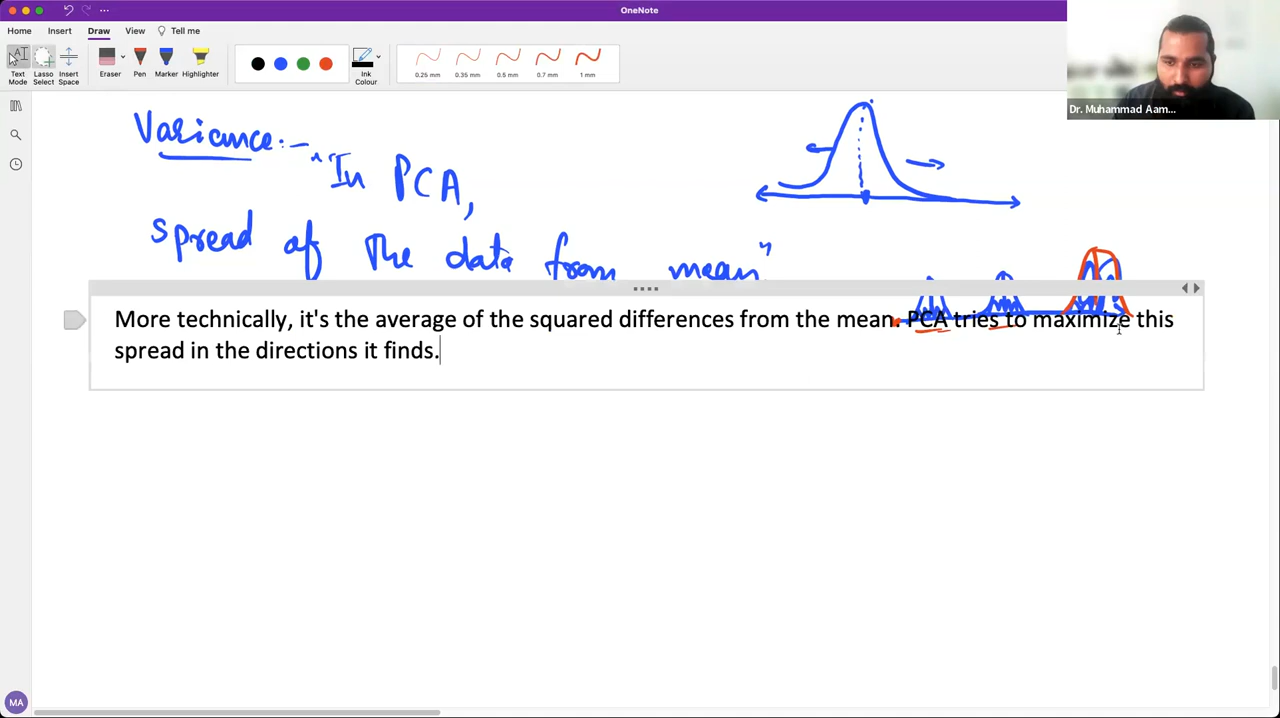 OneNote
Home Insert Draw View Tell me
Text Mode
Lasso Select
Insert Space
Eraser
Pen
Marker
Highlighter
Ink Colour
0.25 mm 0.35 mm 0.5 mm 0.7 mm 1 mm
Dr. Muhammad Aam...
Variance:- "In PCA,
spread of the data from mean"
More technically, it's the average of the squared differences from the mean. PCA tries to maximize this
spread in the directions it finds.
MA